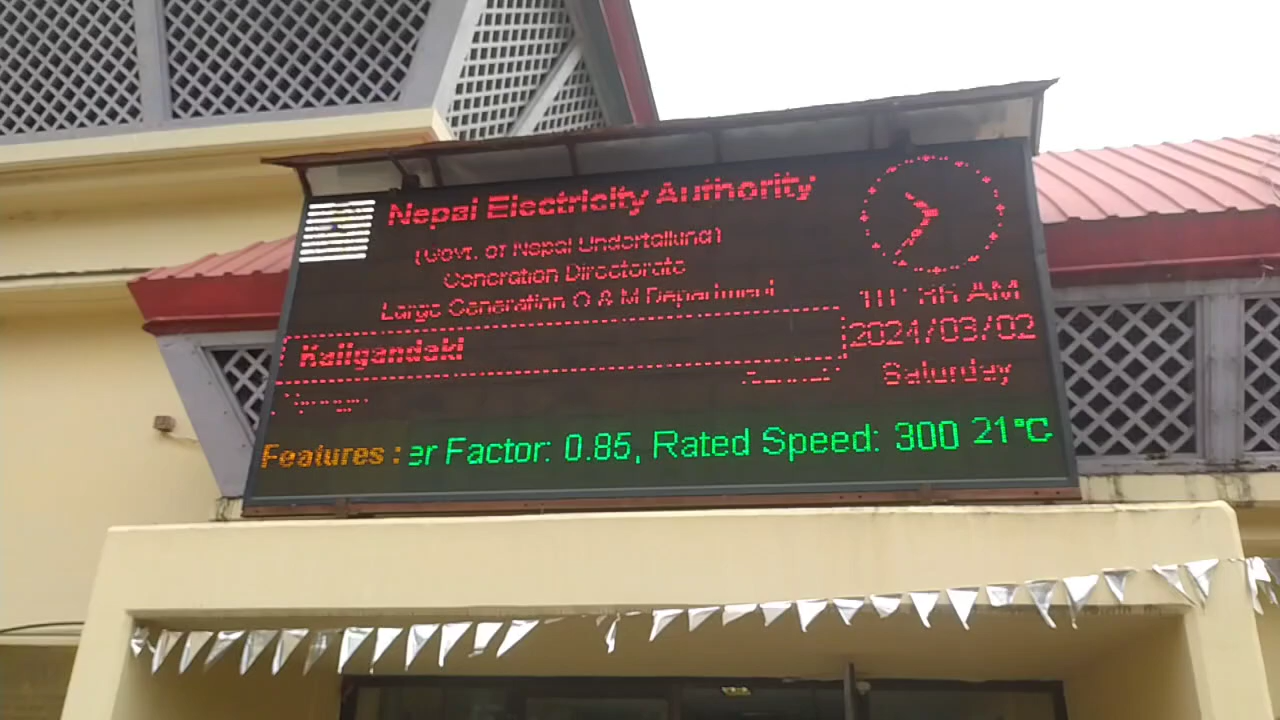 Nepal Electricity Authority
(Govt. of Nepal Undertaking)
Generation Directorate
Large Generation O & M Department
AM
2024/03/02
Kaligandaki
Saturday
Features : er Factor: 0.85, Rated Speed: 300 21°C